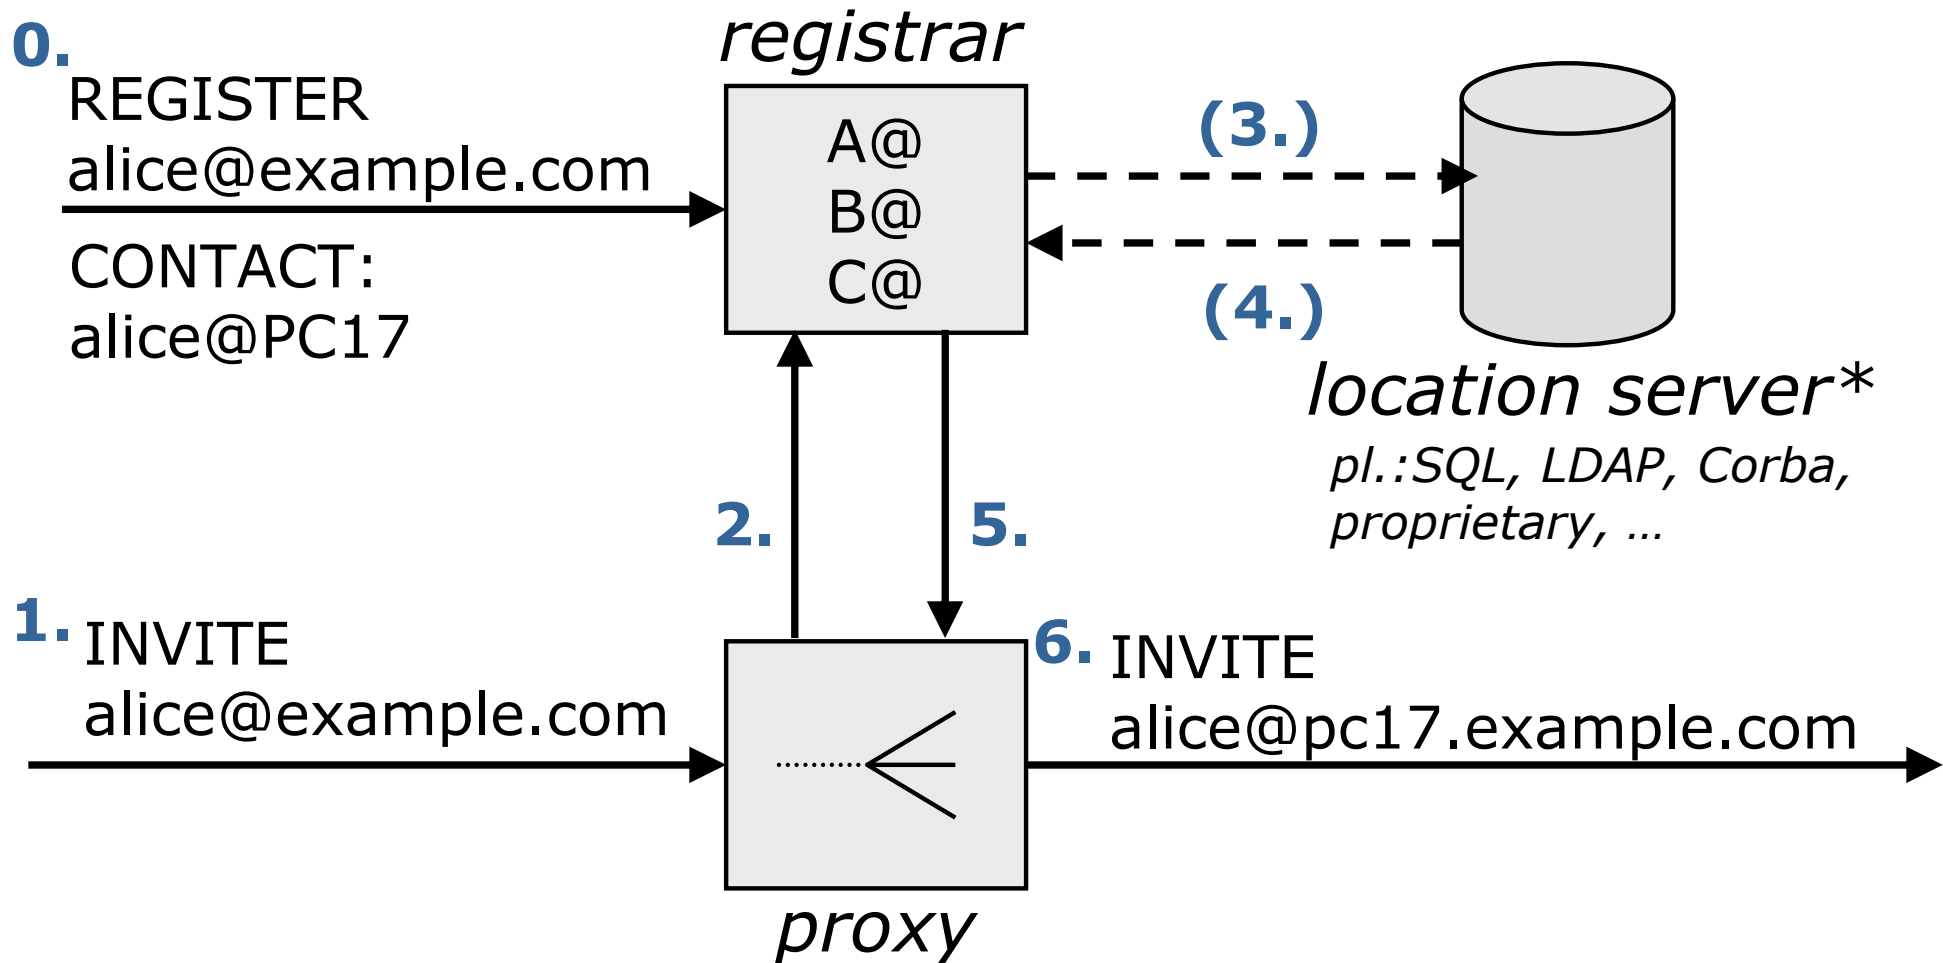 0.
REGISTER
alice@example.com
CONTACT:
alice@PC17
registrar
A@
B@
C@
(3.)
(4.)
location server*
pl.:SQL, LDAP, Corba,
proprietary, ...
2.
5.
1.
INVITE
alice@example.com
6.
INVITE
alice@pc17.example.com
proxy